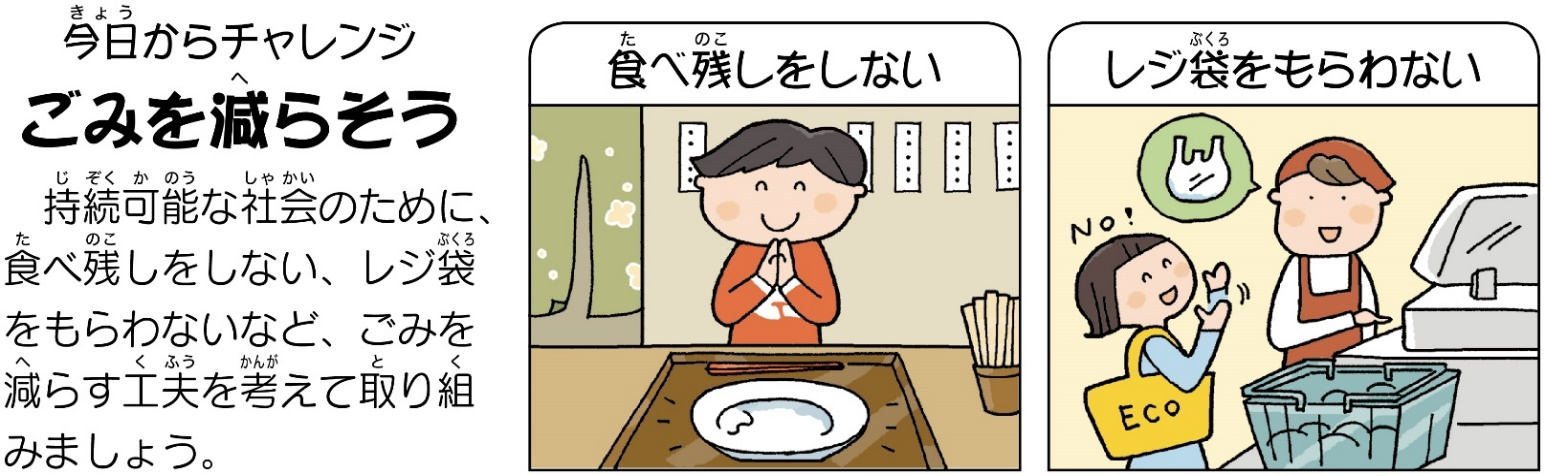 今日からチャレンジ
ごみを減らそう
持続可能な社会のために、
食べ残しをしない、レジ袋
をもらわないなど、ごみを
減らす工夫を考えて取り組
みましょう。
食べ残しをしない
レジ袋をもらわない
NO!
ECO